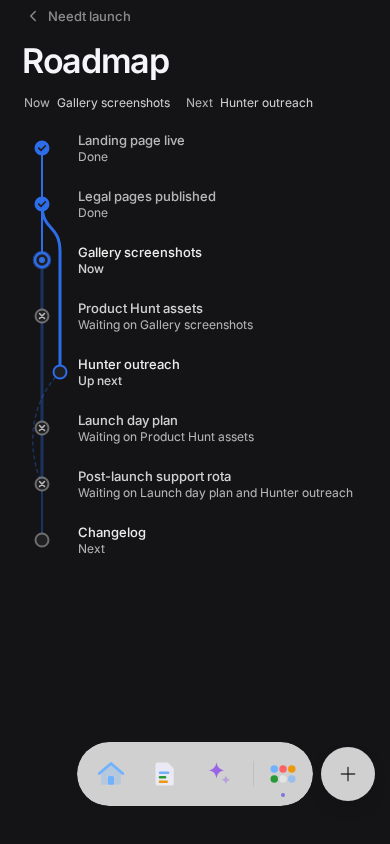 Needt launch
Roadmap
Now Gallery screenshots Next Hunter outreach
Landing page live
Done
Legal pages published
Done
Gallery screenshots
Now
Product Hunt assets
Waiting on Gallery screenshots
Hunter outreach
Up next
Launch day plan
Waiting on Product Hunt assets
Post-launch support rota
Waiting on Launch day plan and Hunter outreach
Changelog
Next